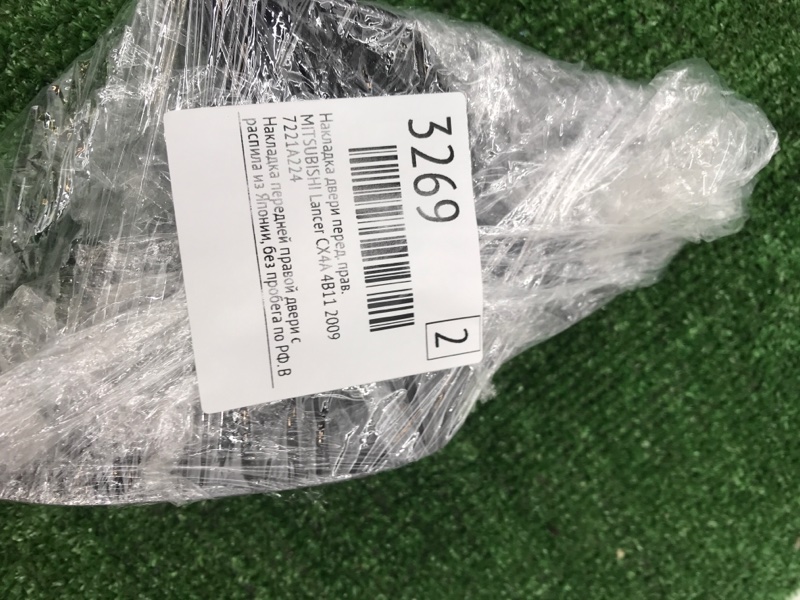 3269
2
Накладка двери перед. прав.
MITSUBISHI Lancer CX4A 4B11 2009
7221A224
Накладка передней правой двери с
распила из Японии, без пробега по РФ.В